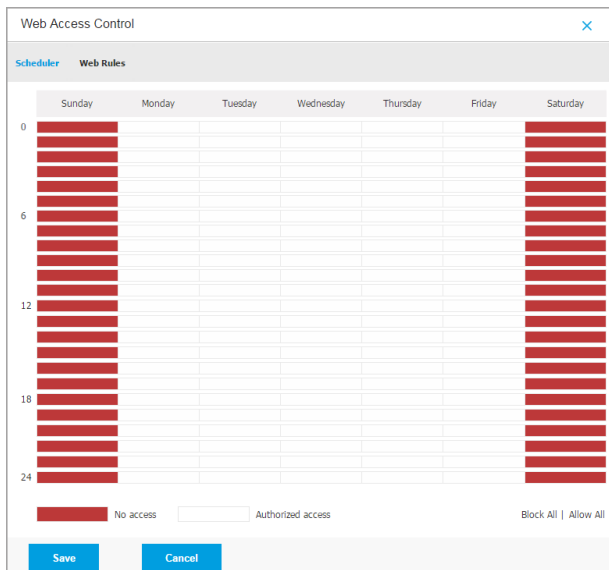 Web Access Control
Scheduler Web Rules
Sunday Monday Tuesday Wednesday Thursday Friday Saturday
0
6
12
18
24
No access Authorized access Block All | Allow All
Save Cancel